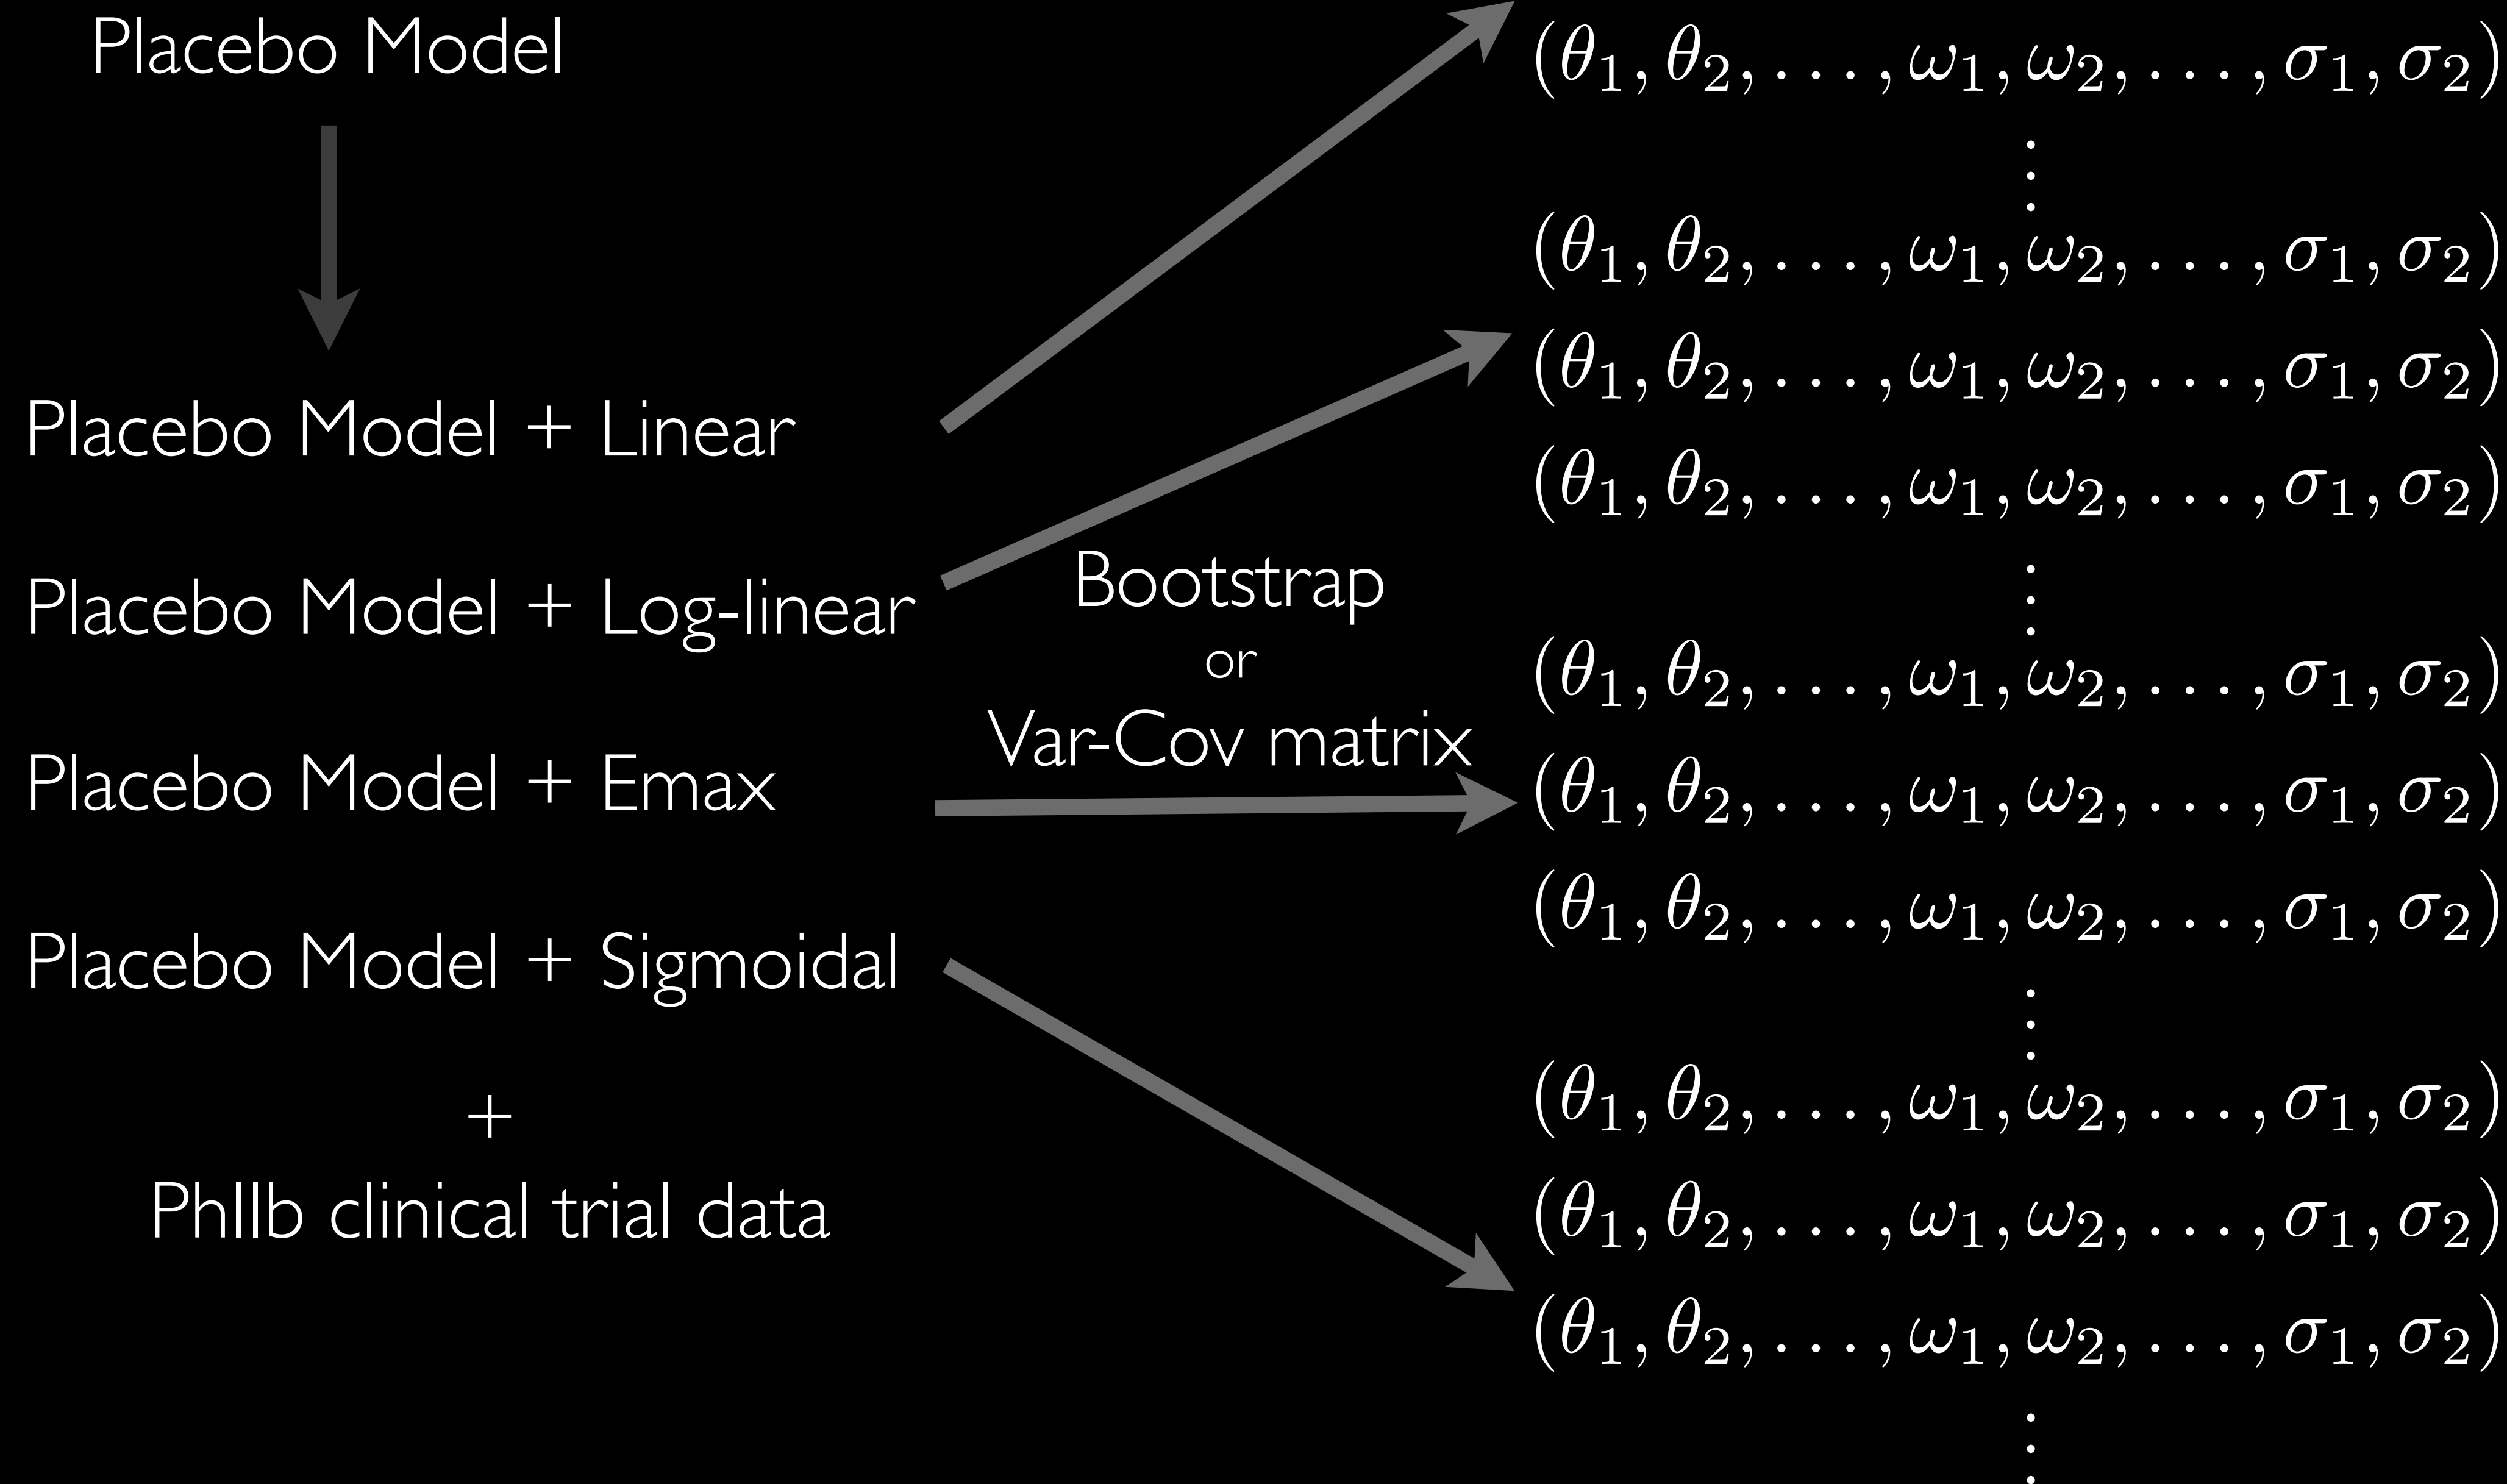 Placebo Model
Placebo Model + Linear
Placebo Model + Log-linear
Placebo Model + Emax
Placebo Model + Sigmoidal
+
PhIIb clinical trial data
Bootstrap
or
Var-Cov matrix
(θ₁, θ₂, . . . , ω₁, ω₂, . . . , σ₁, σ₂)
⋮
(θ₁, θ₂, . . . , ω₁, ω₂, . . . , σ₁, σ₂)
(θ₁, θ₂, . . . , ω₁, ω₂, . . . , σ₁, σ₂)
(θ₁, θ₂, . . . , ω₁, ω₂, . . . , σ₁, σ₂)
⋮
(θ₁, θ₂, . . . , ω₁, ω₂, . . . , σ₁, σ₂)
(θ₁, θ₂, . . . , ω₁, ω₂, . . . , σ₁, σ₂)
(θ₁, θ₂, . . . , ω₁, ω₂, . . . , σ₁, σ₂)
⋮
(θ₁, θ₂, . . . , ω₁, ω₂, . . . , σ₁, σ₂)
(θ₁, θ₂, . . . , ω₁, ω₂, . . . , σ₁, σ₂)
(θ₁, θ₂, . . . , ω₁, ω₂, . . . , σ₁, σ₂)
⋮